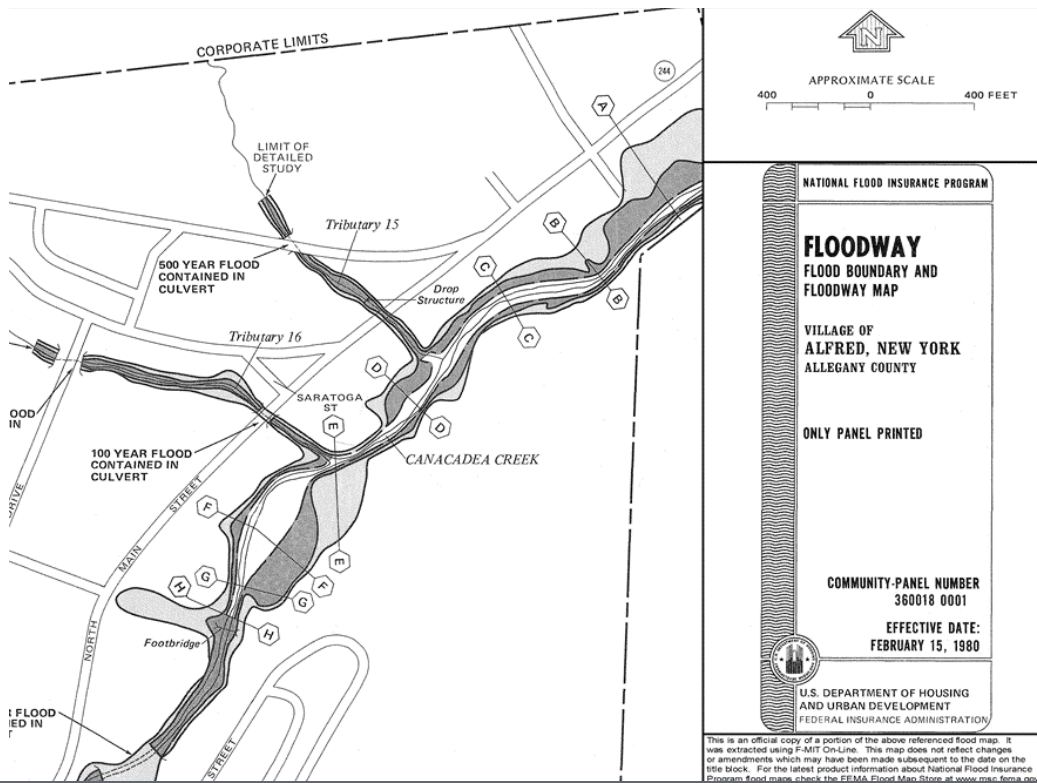 CORPORATE LIMITS
244
A
LIMIT OF
DETAILED
STUDY
Tributary 15
B
500 YEAR FLOOD
CONTAINED IN
CULVERT
C
Drop
Structure
B
C
Tributary 16
D
SARATOGA
ST
E
D
OOD
IN
100 YEAR FLOOD
CONTAINED IN
CULVERT
CANACADEA CREEK
DRIVE
NORTH MAIN STREET
F
E
H
G
F
G
H
Footbridge
FLOOD
ED IN
T
STREET
N
APPROXIMATE SCALE
400 0 400 FEET
NATIONAL FLOOD INSURANCE PROGRAM
FLOODWAY
FLOOD BOUNDARY AND
FLOODWAY MAP
VILLAGE OF
ALFRED, NEW YORK
ALLEGANY COUNTY
ONLY PANEL PRINTED
COMMUNITY-PANEL NUMBER
360018 0001
EFFECTIVE DATE:
FEBRUARY 15, 1980
U.S. DEPARTMENT OF HOUSING
AND URBAN DEVELOPMENT
FEDERAL INSURANCE ADMINISTRATION
This is an official copy of a portion of the above referenced flood map. It
was extracted using F-MIT On-Line. This map does not reflect changes
or amendments which may have been made subsequent to the date on the
title block. For the latest product information about National Flood Insurance
Program flood maps check the FEMA Flood Map Store at www.msc.fema.gov